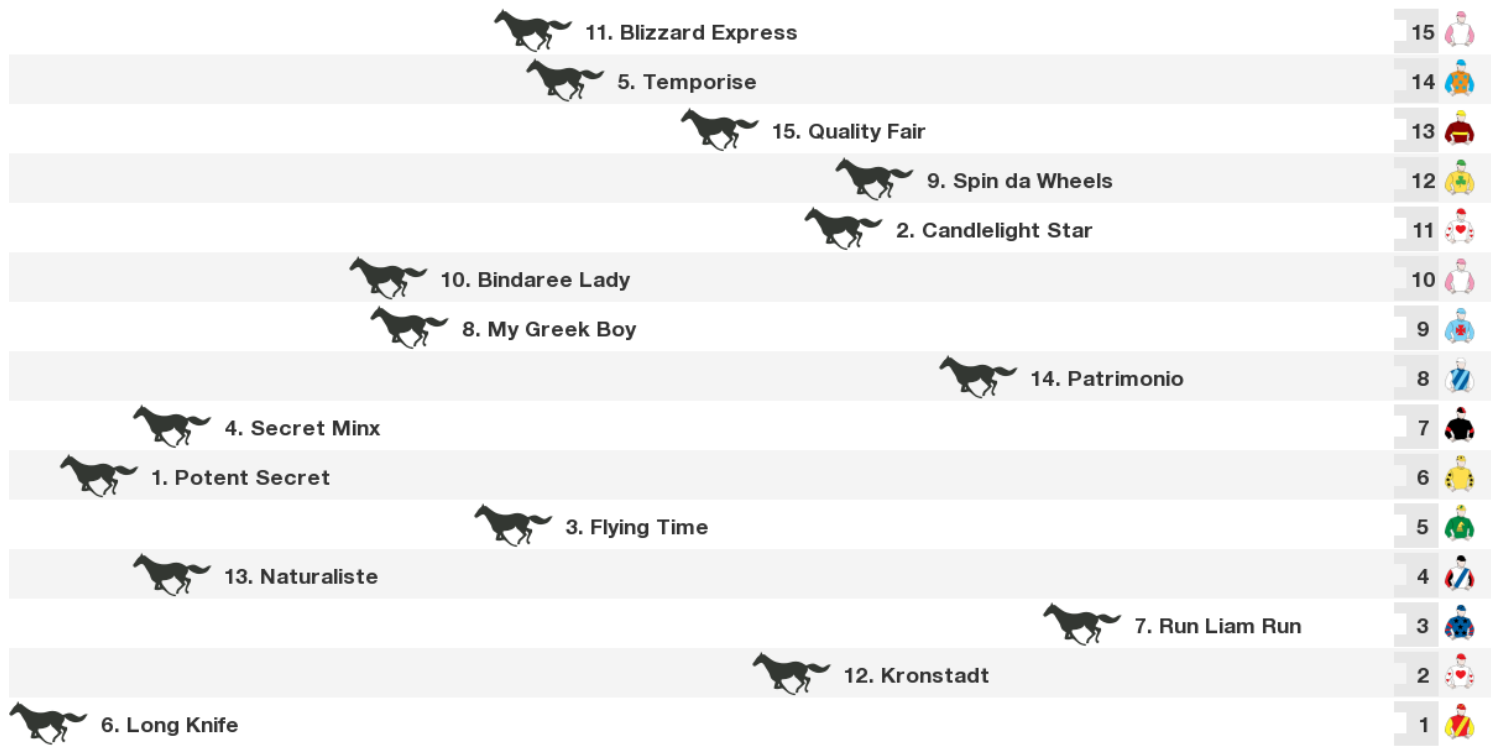 11. Blizzard Express 15
5. Temporise 14
15. Quality Fair 13
9. Spin da Wheels 12
2. Candlelight Star 11
10. Bindaree Lady 10
8. My Greek Boy 9
14. Patrimonio 8
4. Secret Minx 7
1. Potent Secret 6
3. Flying Time 5
13. Naturaliste 4
7. Run Liam Run 3
12. Kronstadt 2
6. Long Knife 1